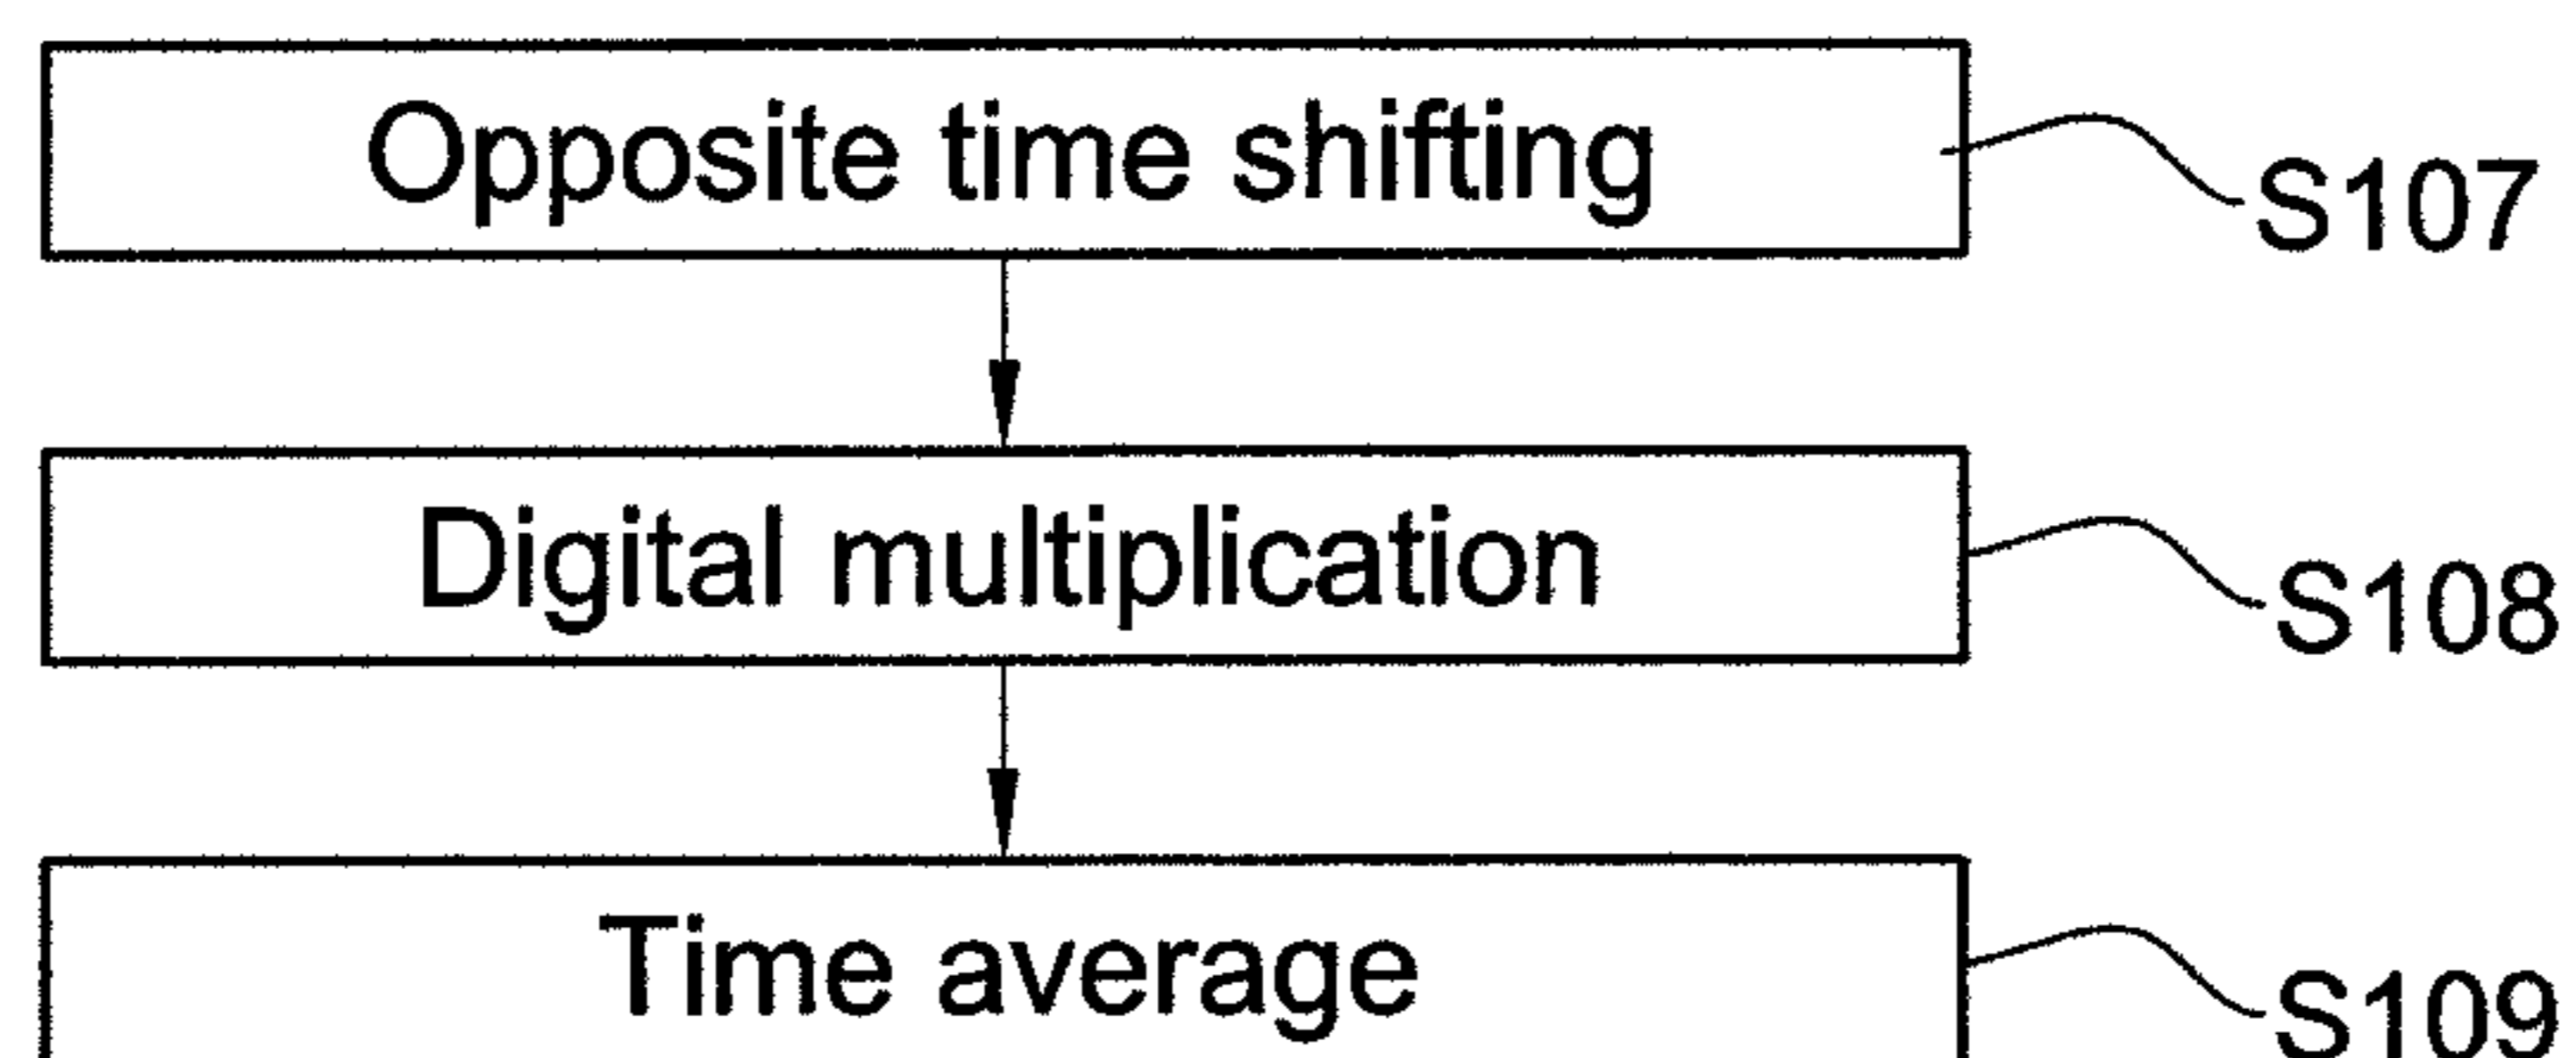 Opposite time shifting
S107
Digital multiplication
S108
Time average
S109